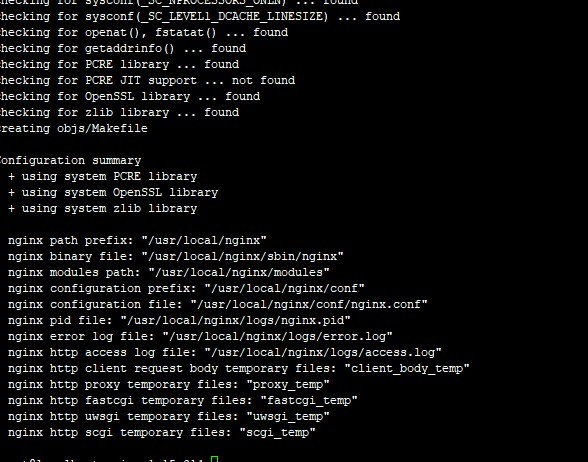 hecking for sysconf(_SC_NPROCESSORS_ONLN) ... found
hecking for sysconf(_SC_LEVEL1_DCACHE_LINESIZE) ... found
hecking for openat(), fstatat() ... found
hecking for getaddrinfo() ... found
hecking for PCRE library ... found
hecking for PCRE JIT support ... not found
hecking for OpenSSL library ... found
hecking for zlib library ... found
reating objs/Makefile
onfiguration summary
+ using system PCRE library
+ using system OpenSSL library
+ using system zlib library
nginx path prefix: "/usr/local/nginx"
nginx binary file: "/usr/local/nginx/sbin/nginx"
nginx modules path: "/usr/local/nginx/modules"
nginx configuration prefix: "/usr/local/nginx/conf"
nginx configuration file: "/usr/local/nginx/conf/nginx.conf"
nginx pid file: "/usr/local/nginx/logs/nginx.pid"
nginx error log file: "/usr/local/nginx/logs/error.log"
nginx http access log file: "/usr/local/nginx/logs/access.log"
nginx http client request body temporary files: "client_body_temp"
nginx http proxy temporary files: "proxy_temp"
nginx http fastcgi temporary files: "fastcgi_temp"
nginx http uwsgi temporary files: "uwsgi_temp"
nginx http scgi temporary files: "scgi_temp"